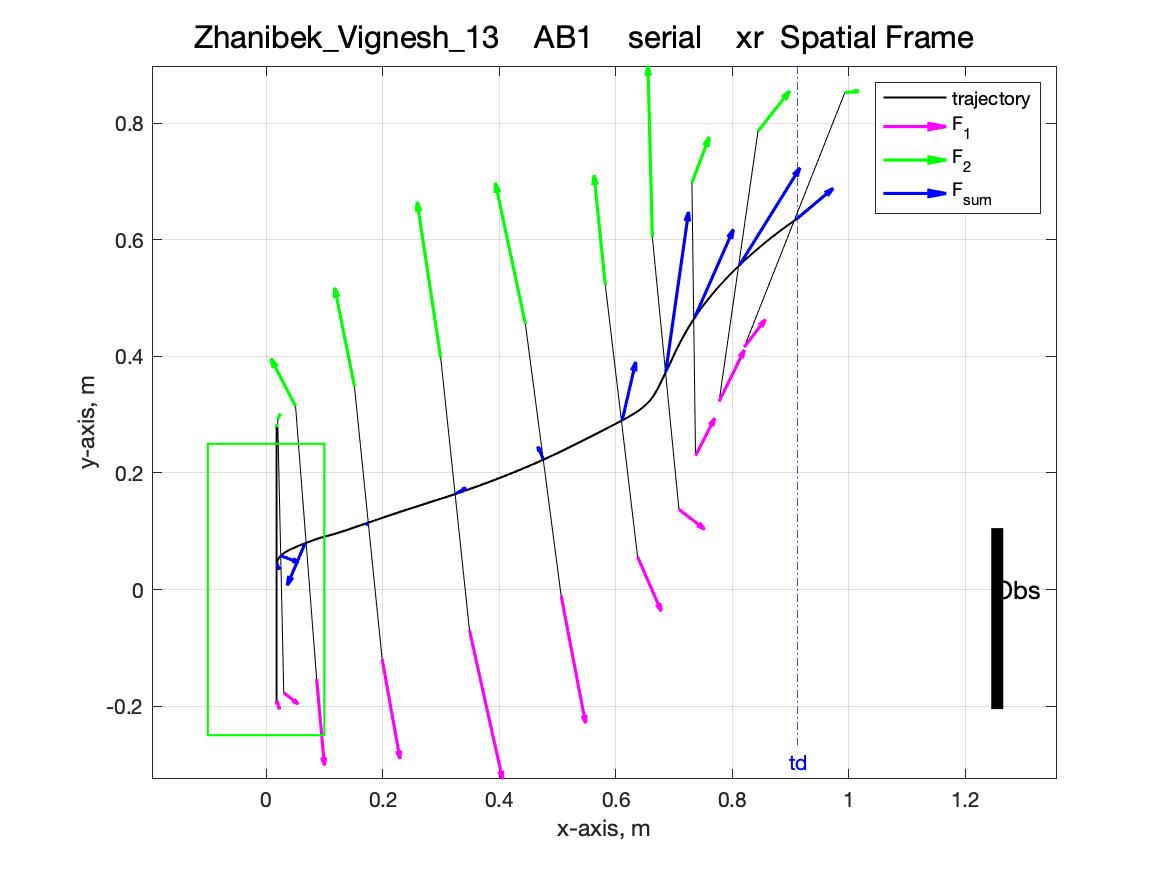 Zhanibek_Vignesh_13 AB1 serial xr Spatial Frame
trajectory
F1
F2
Fsum
0.8
0.6
0.4
0.2
0
-0.2
y-axis, m
Obs
td
0 0.2 0.4 0.6 0.8 1 1.2
x-axis, m